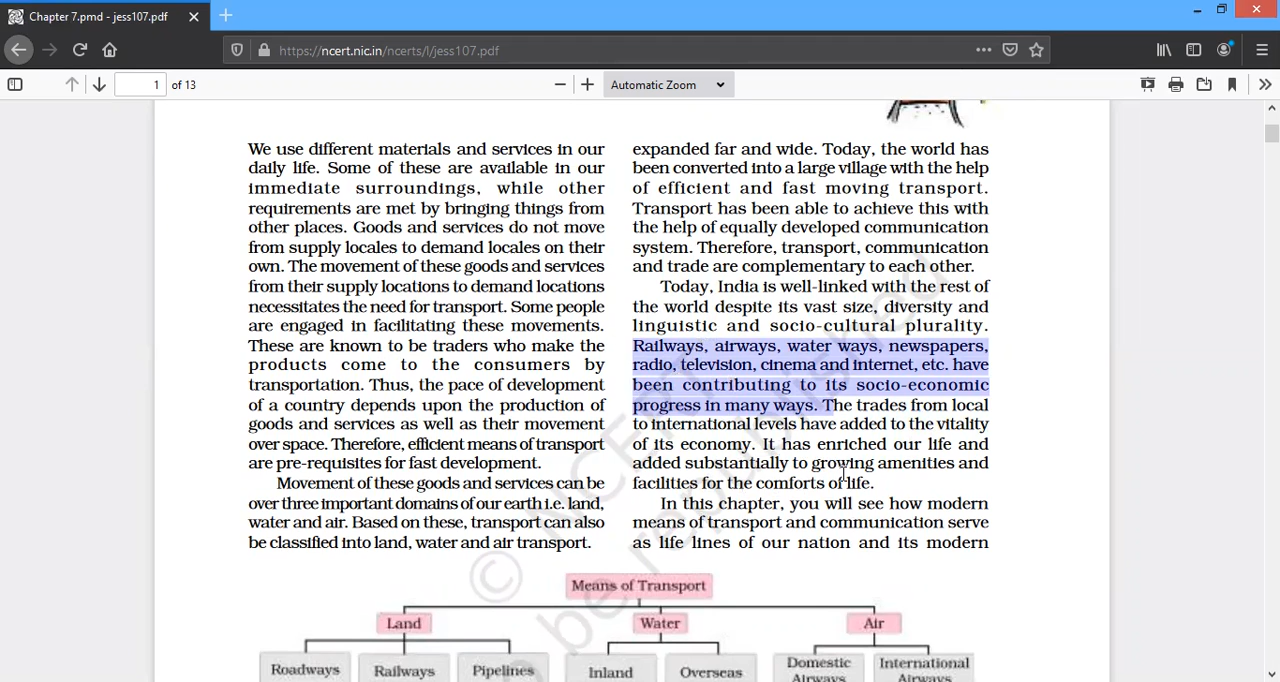 Chapter 7.pmd - jess107.pdf
https://ncert.nic.in/ncerts/l/jess107.pdf
1 of 13
Automatic Zoom
We use different materials and services in our
daily life. Some of these are available in our
immediate surroundings, while other
requirements are met by bringing things from
other places. Goods and services do not move
from supply locales to demand locales on their
own. The movement of these goods and services
from their supply locations to demand locations
necessitates the need for transport. Some people
are engaged in facilitating these movements.
These are known to be traders who make the
products come to the consumers by
transportation. Thus, the pace of development
of a country depends upon the production of
goods and services as well as their movement
over space. Therefore, efficient means of transport
are pre-requisites for fast development.
Movement of these goods and services can be
over three important domains of our earth i.e. land,
water and air. Based on these, transport can also
be classified into land, water and air transport.
expanded far and wide. Today, the world has
been converted into a large village with the help
of efficient and fast moving transport.
Transport has been able to achieve this with
the help of equally developed communication
system. Therefore, transport, communication
and trade are complementary to each other.
Today, India is well-linked with the rest of
the world despite its vast size, diversity and
linguistic and socio-cultural plurality.
Railways, airways, water ways, newspapers,
radio, television, cinema and internet, etc. have
been contributing to its socio-economic
progress in many ways. The trades from local
to international levels have added to the vitality
of its economy. It has enriched our life and
added substantially to growing amenities and
facilities for the comforts of life.
In this chapter, you will see how modern
means of transport and communication serve
as life lines of our nation and its modern
© NCERT
o be republished
Means of Transport
Land Water Air
Roadways Railways Pipelines Inland Overseas Domestic Airways International Airways